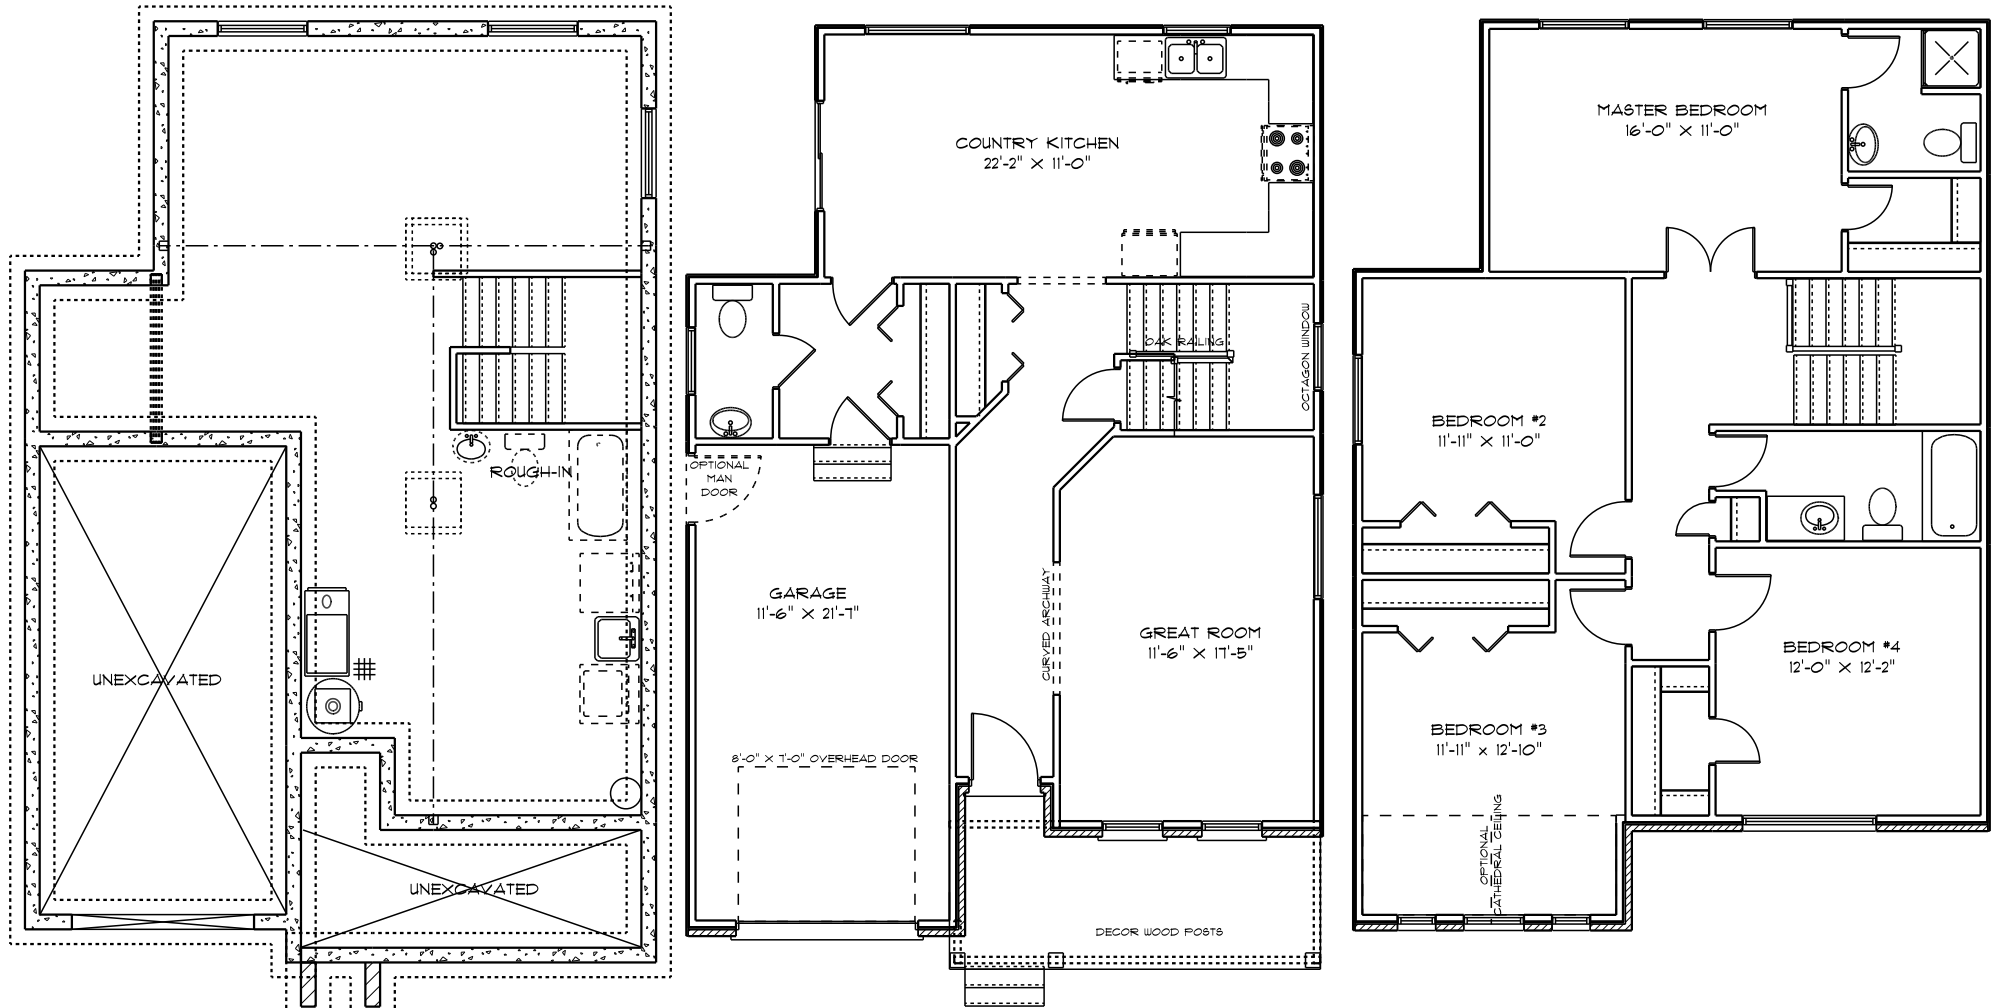 ROUGH-IN
UNEXCAVATED
UNEXCAVATED
COUNTRY KITCHEN
22'-2" X 11'-0"
OAK RAILING
OCTAGON WINDOW
OPTIONAL
MAN
DOOR
GARAGE
11'-6" X 21'-7"
CURVED ARCHWAY
GREAT ROOM
11'-6" X 17'-5"
8'-0" X 7'-0" OVERHEAD DOOR
DECOR WOOD POSTS
MASTER BEDROOM
16'-0" X 11'-0"
BEDROOM #2
11'-11" X 11'-0"
BEDROOM #4
12'-0" X 12'-2"
BEDROOM #3
11'-11" x 12'-10"
OPTIONAL
CATHEDRAL CEILING